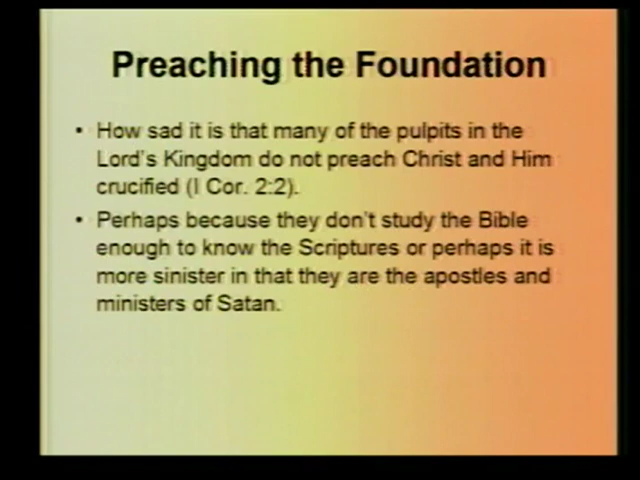 Preaching the Foundation
• How sad it is that many of the pulpits in the
Lord's Kingdom do not preach Christ and Him
crucified (I Cor. 2:2).
• Perhaps because they don't study the Bible
enough to know the Scriptures or perhaps it is
more sinister in that they are the apostles and
ministers of Satan.